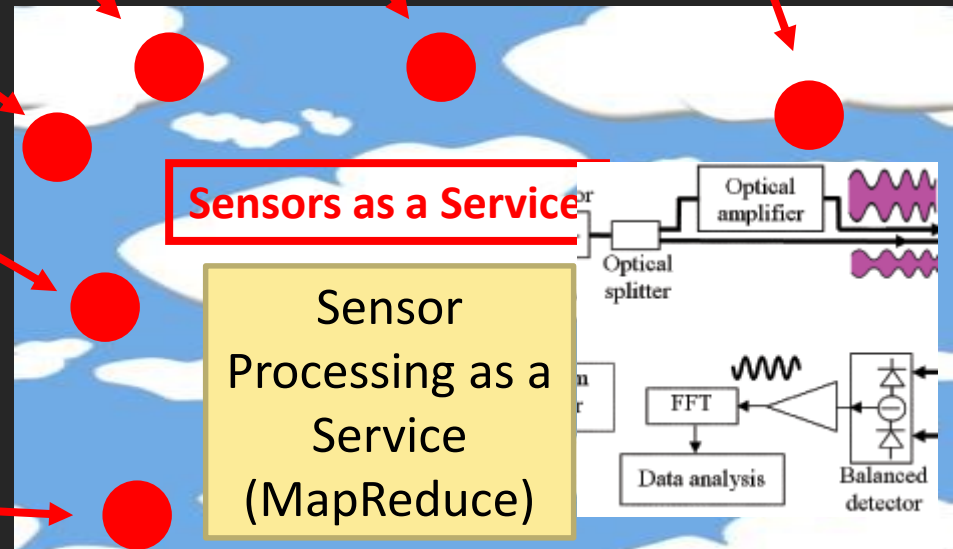 Sensors as a Service
Sensor
Processing as a
Service
(MapReduce)
Optical
amplifier
Optical
splitter
FFT
Data analysis
Balanced
detector